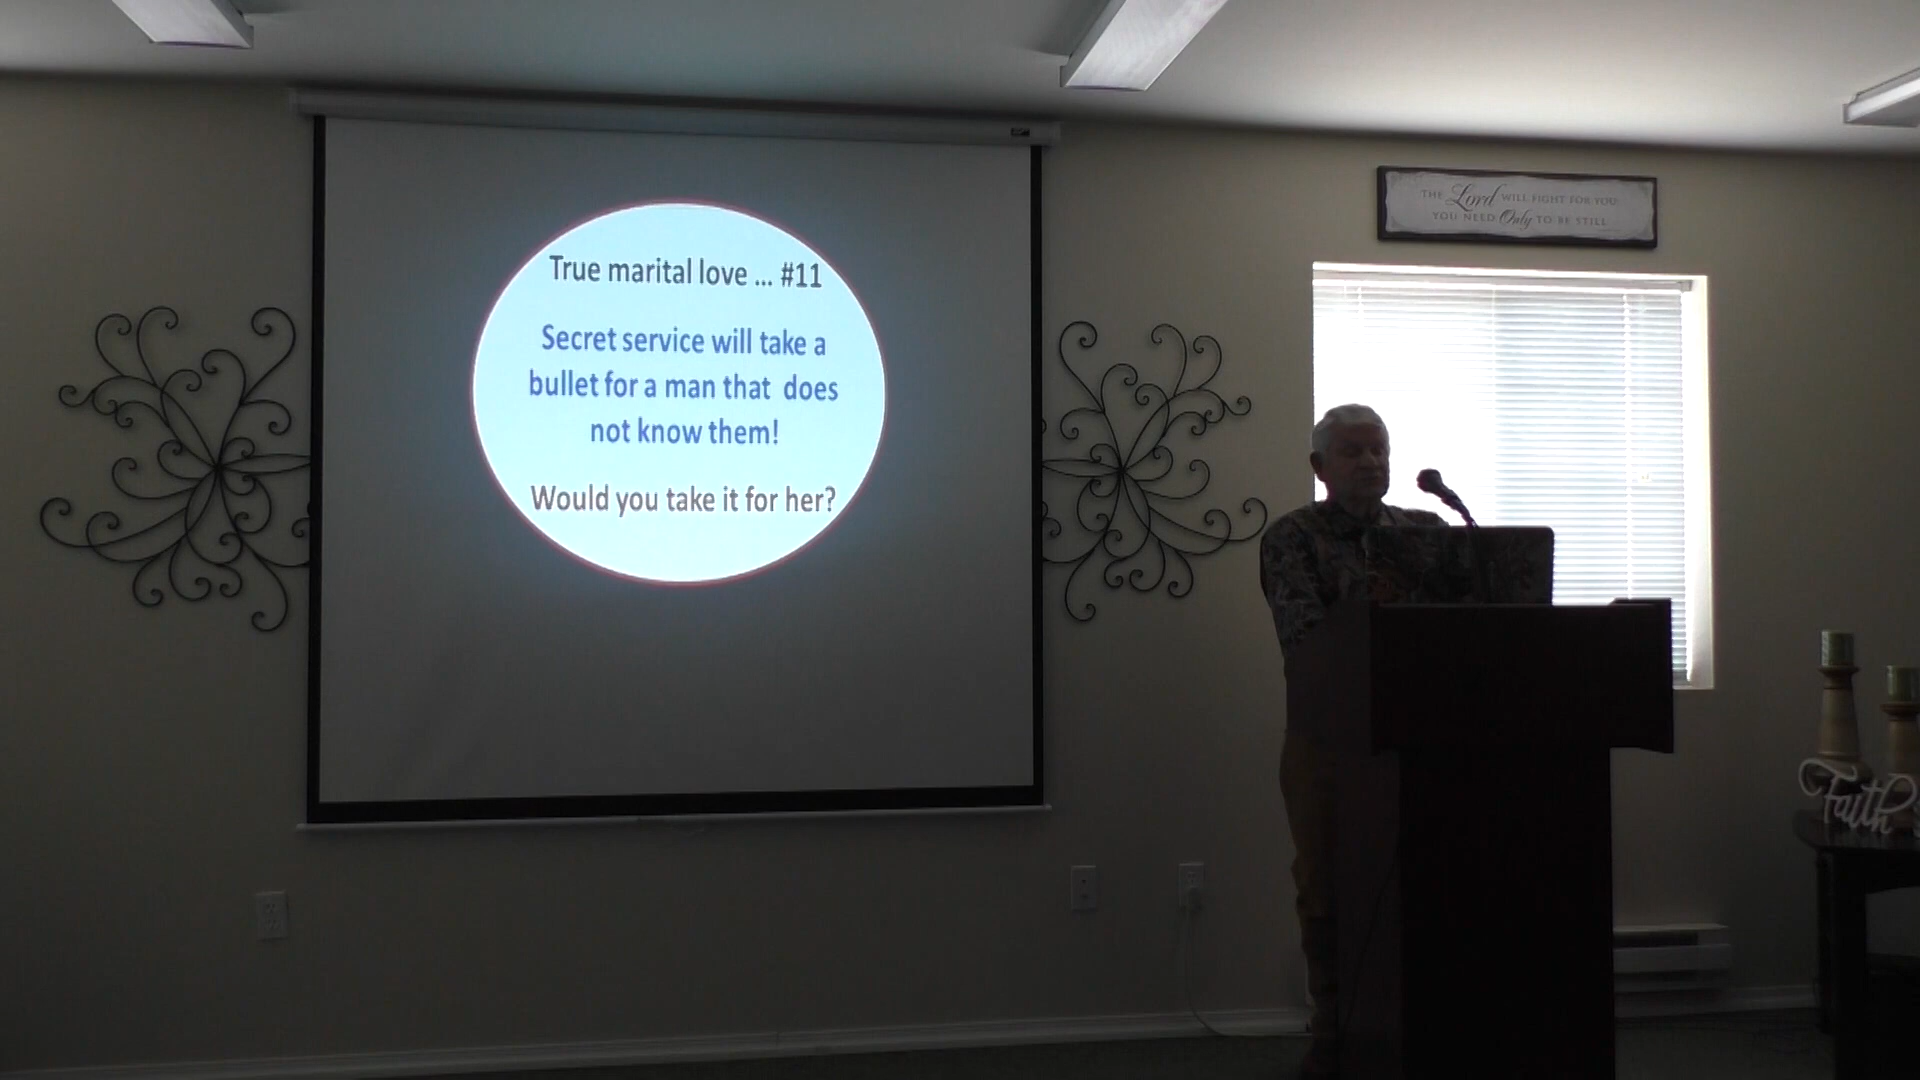 True marital love ... #11
Secret service will take a
bullet for a man that does
not know them!
Would you take it for her?
THE Lord WILL FIGHT FOR YOU;
YOU NEED Only TO BE STILL
Faith